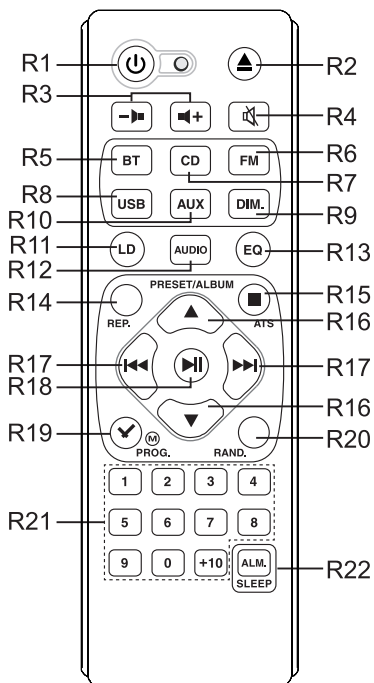 R1
R2
R3
R4
R5
BT
CD
FM
R6
R7
R8
USB
AUX
DIM.
R9
R10
R11
LD
AUDIO
EQ
R13
R12
PRESET/ALBUM
R14
REP.
ATS
R15
R16
R17
R17
R18
R16
R19
M
PROG.
RAND.
R20
1
2
3
4
R21
5
6
7
8
9
0
+10
ALM.
SLEEP
R22